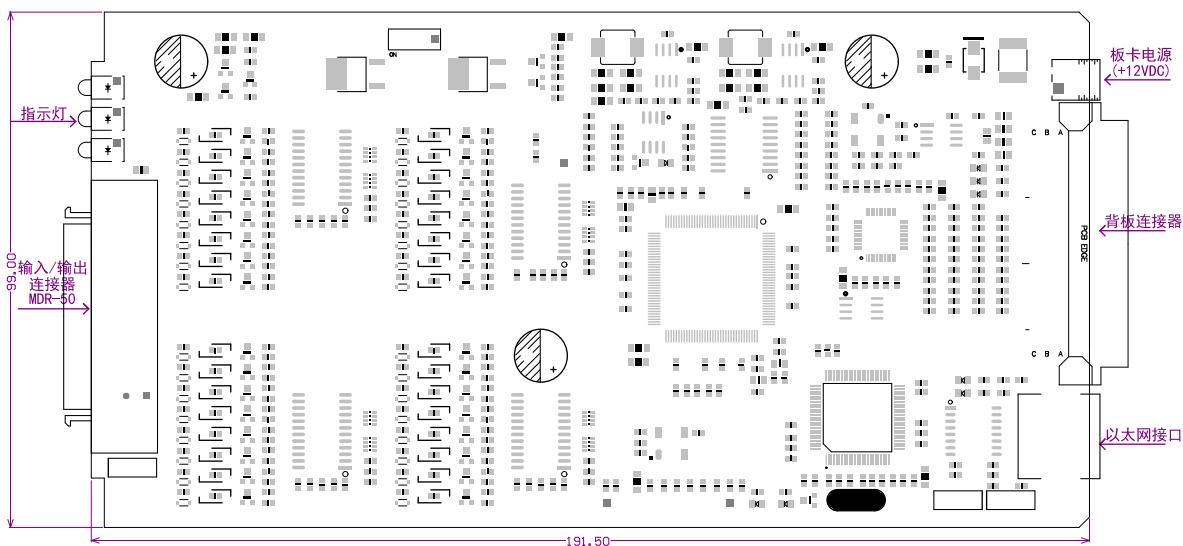 ON
板卡电源
(+12VDC)
指示灯
C B A
背板连接器
PCB EDGE
99.00
输入/输出
连接器
MDR-50
C B A
以太网接口
191.50